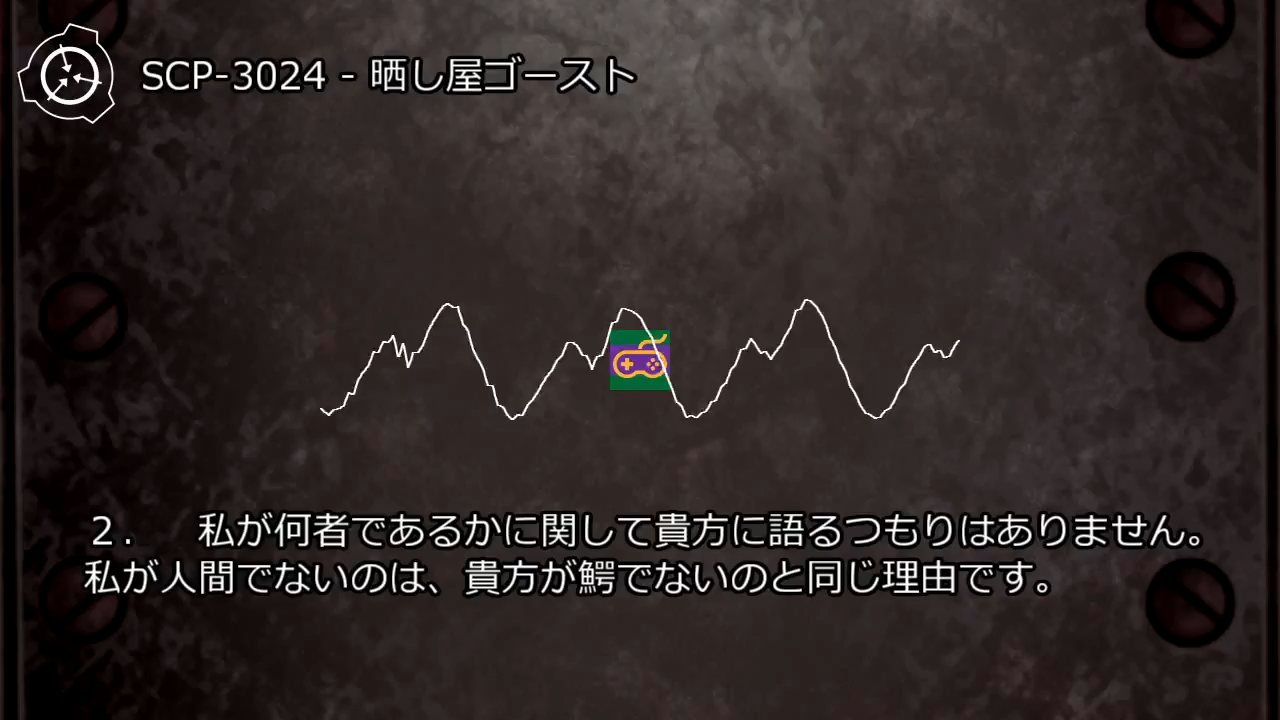 SCP-3024 - 晒し屋ゴースト
２．　私が何者であるかに関して貴方に語るつもりはありません。
私が人間でないのは、貴方が鰐でないのと同じ理由です。